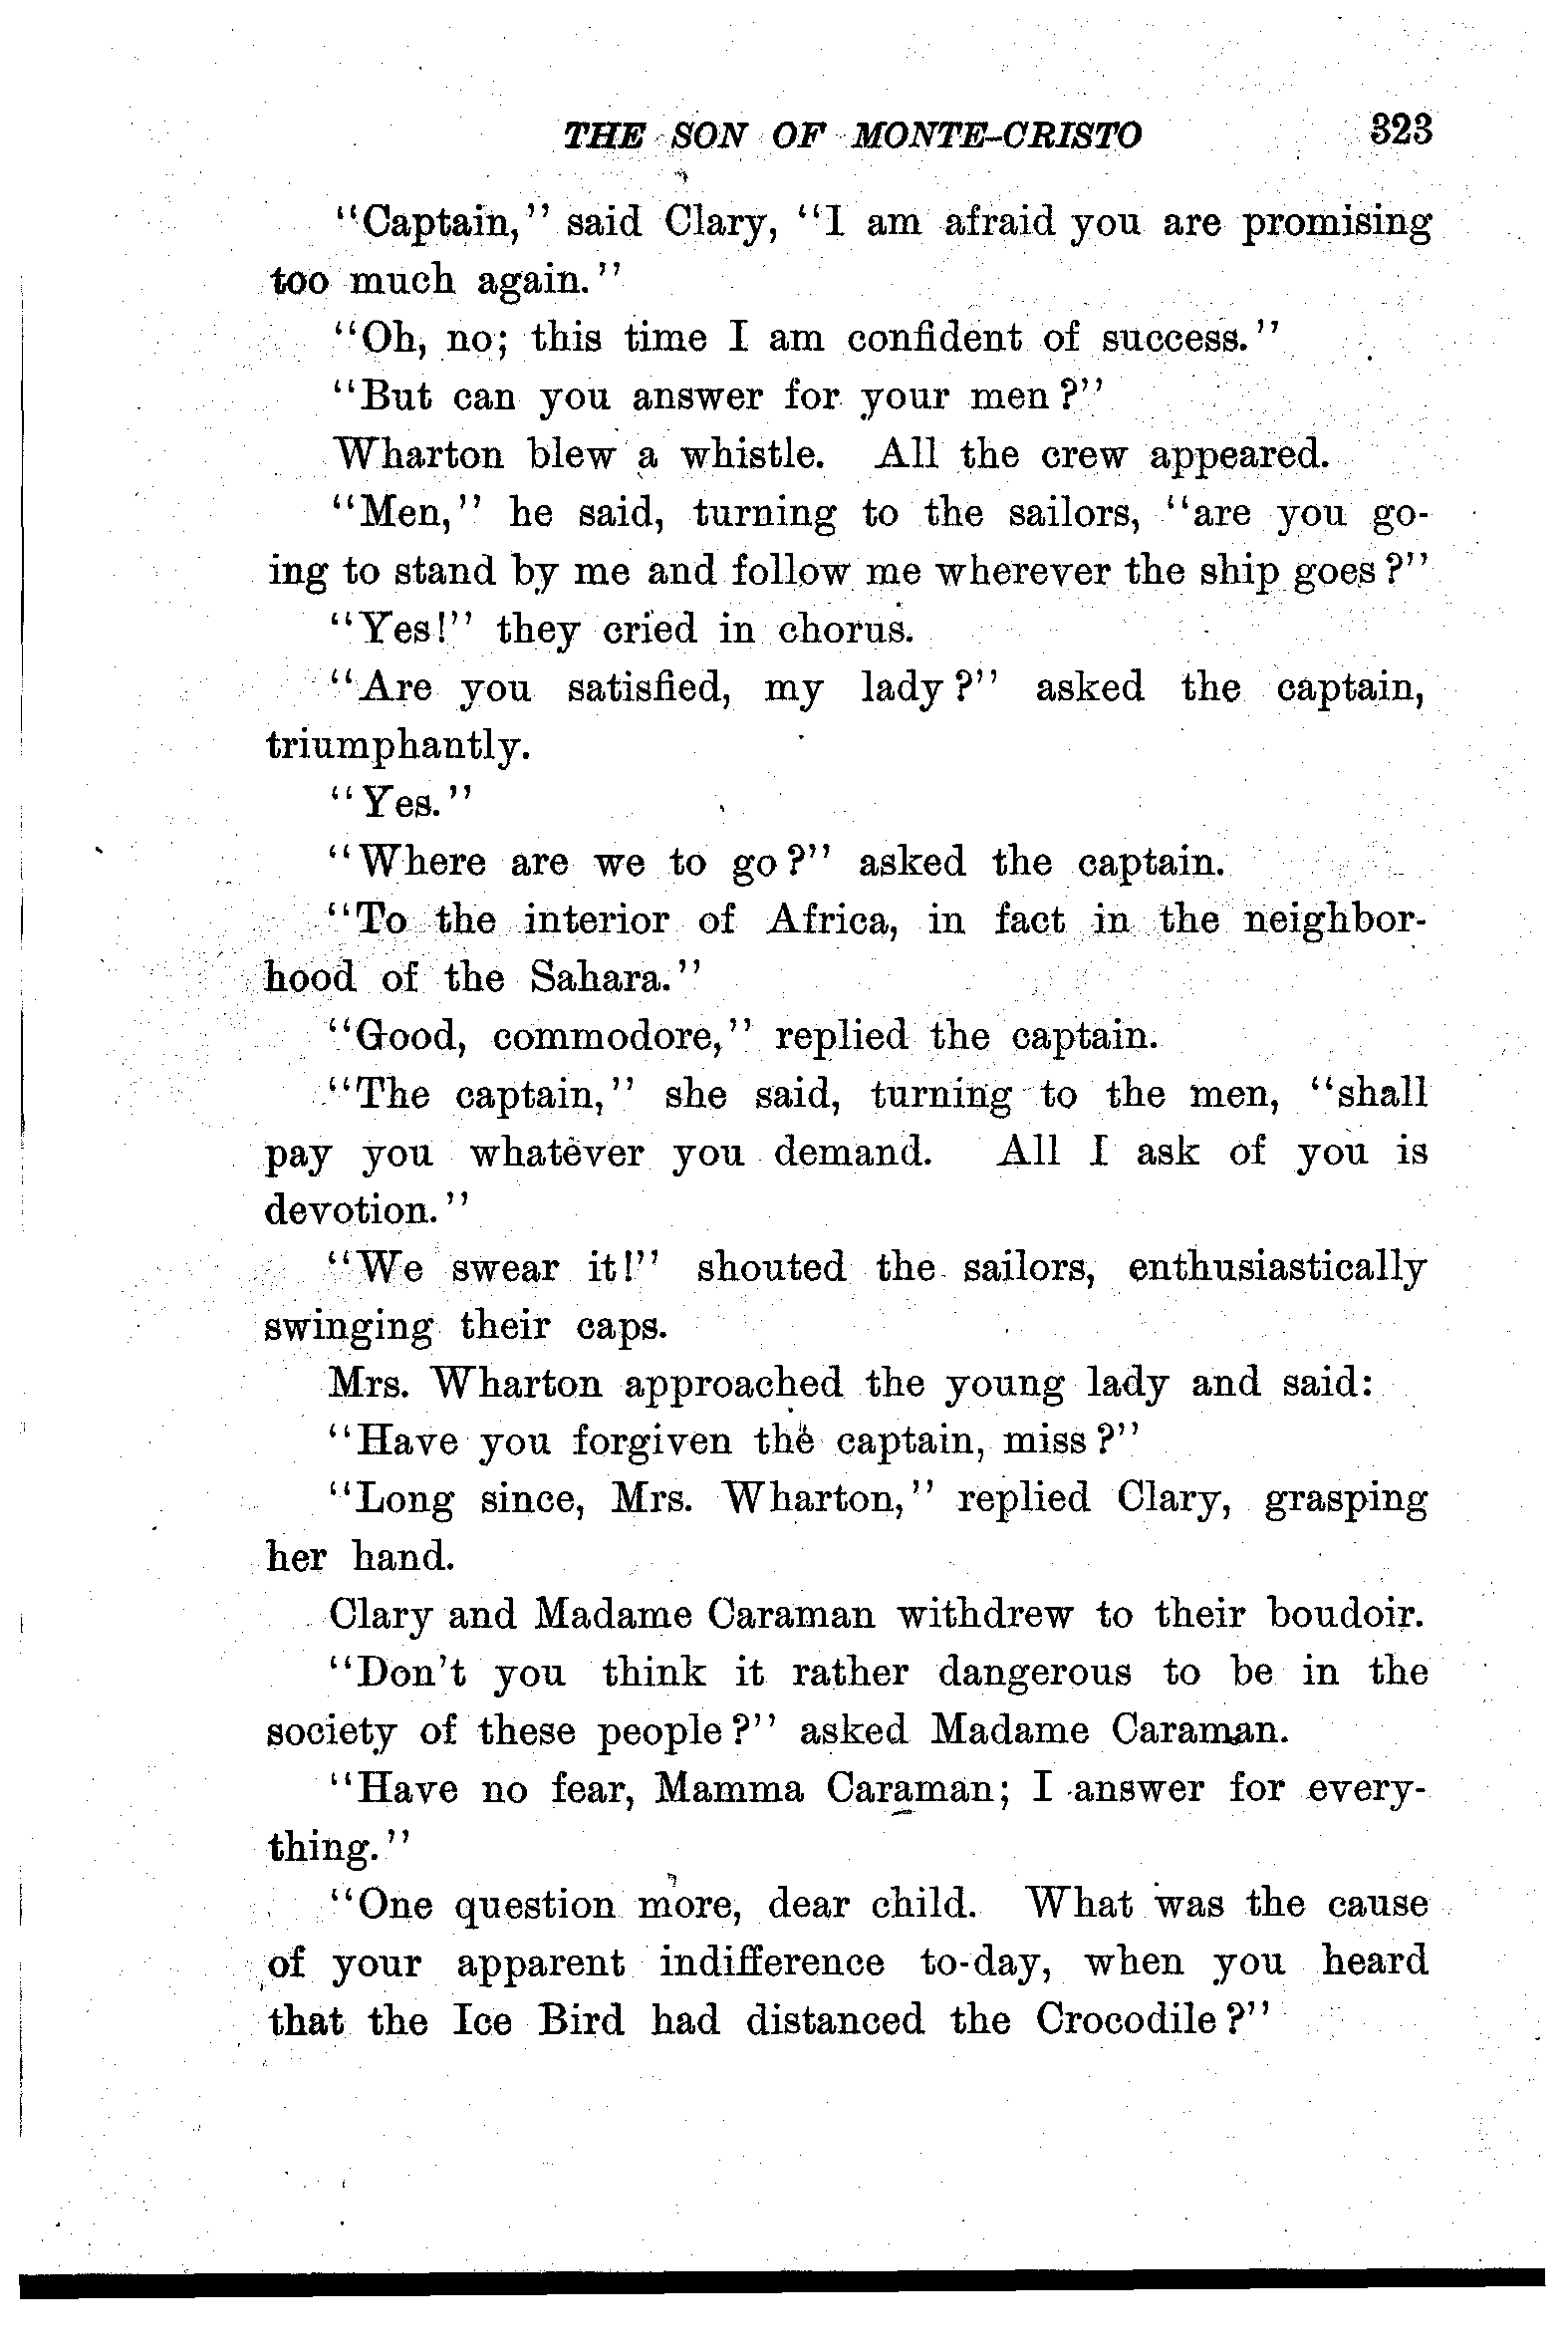 THE SON OF MONTE-CRISTO 323
"Captain," said Clary, "I am afraid you are promising
too much again."
"Oh, no; this time I am confident of success."
"But can you answer for your men?"
Wharton blew a whistle. All the crew appeared.
"Men," he said, turning to the sailors, "are you go-
ing to stand by me and follow me wherever the ship goes?"
"Yes!" they cried in chorus.
"Are you satisfied, my lady?" asked the captain,
triumphantly.
"Yes."
"Where are we to go?" asked the captain.
"To the interior of Africa, in fact in the neighbor-
hood of the Sahara."
"Good, commodore," replied the captain.
"The captain," she said, turning to the men, "shall
pay you whatever you demand. All I ask of you is
devotion."
"We swear it!" shouted the sailors, enthusiastically
swinging their caps.
Mrs. Wharton approached the young lady and said:
"Have you forgiven the captain, miss?"
"Long since, Mrs. Wharton," replied Clary, grasping
her hand.
Clary and Madame Caraman withdrew to their boudoir.
"Don't you think it rather dangerous to be in the
society of these people?" asked Madame Caraman.
"Have no fear, Mamma Caraman; I answer for every-
thing."
"One question more, dear child. What was the cause
of your apparent indifference to-day, when you heard
that the Ice Bird had distanced the Crocodile?"